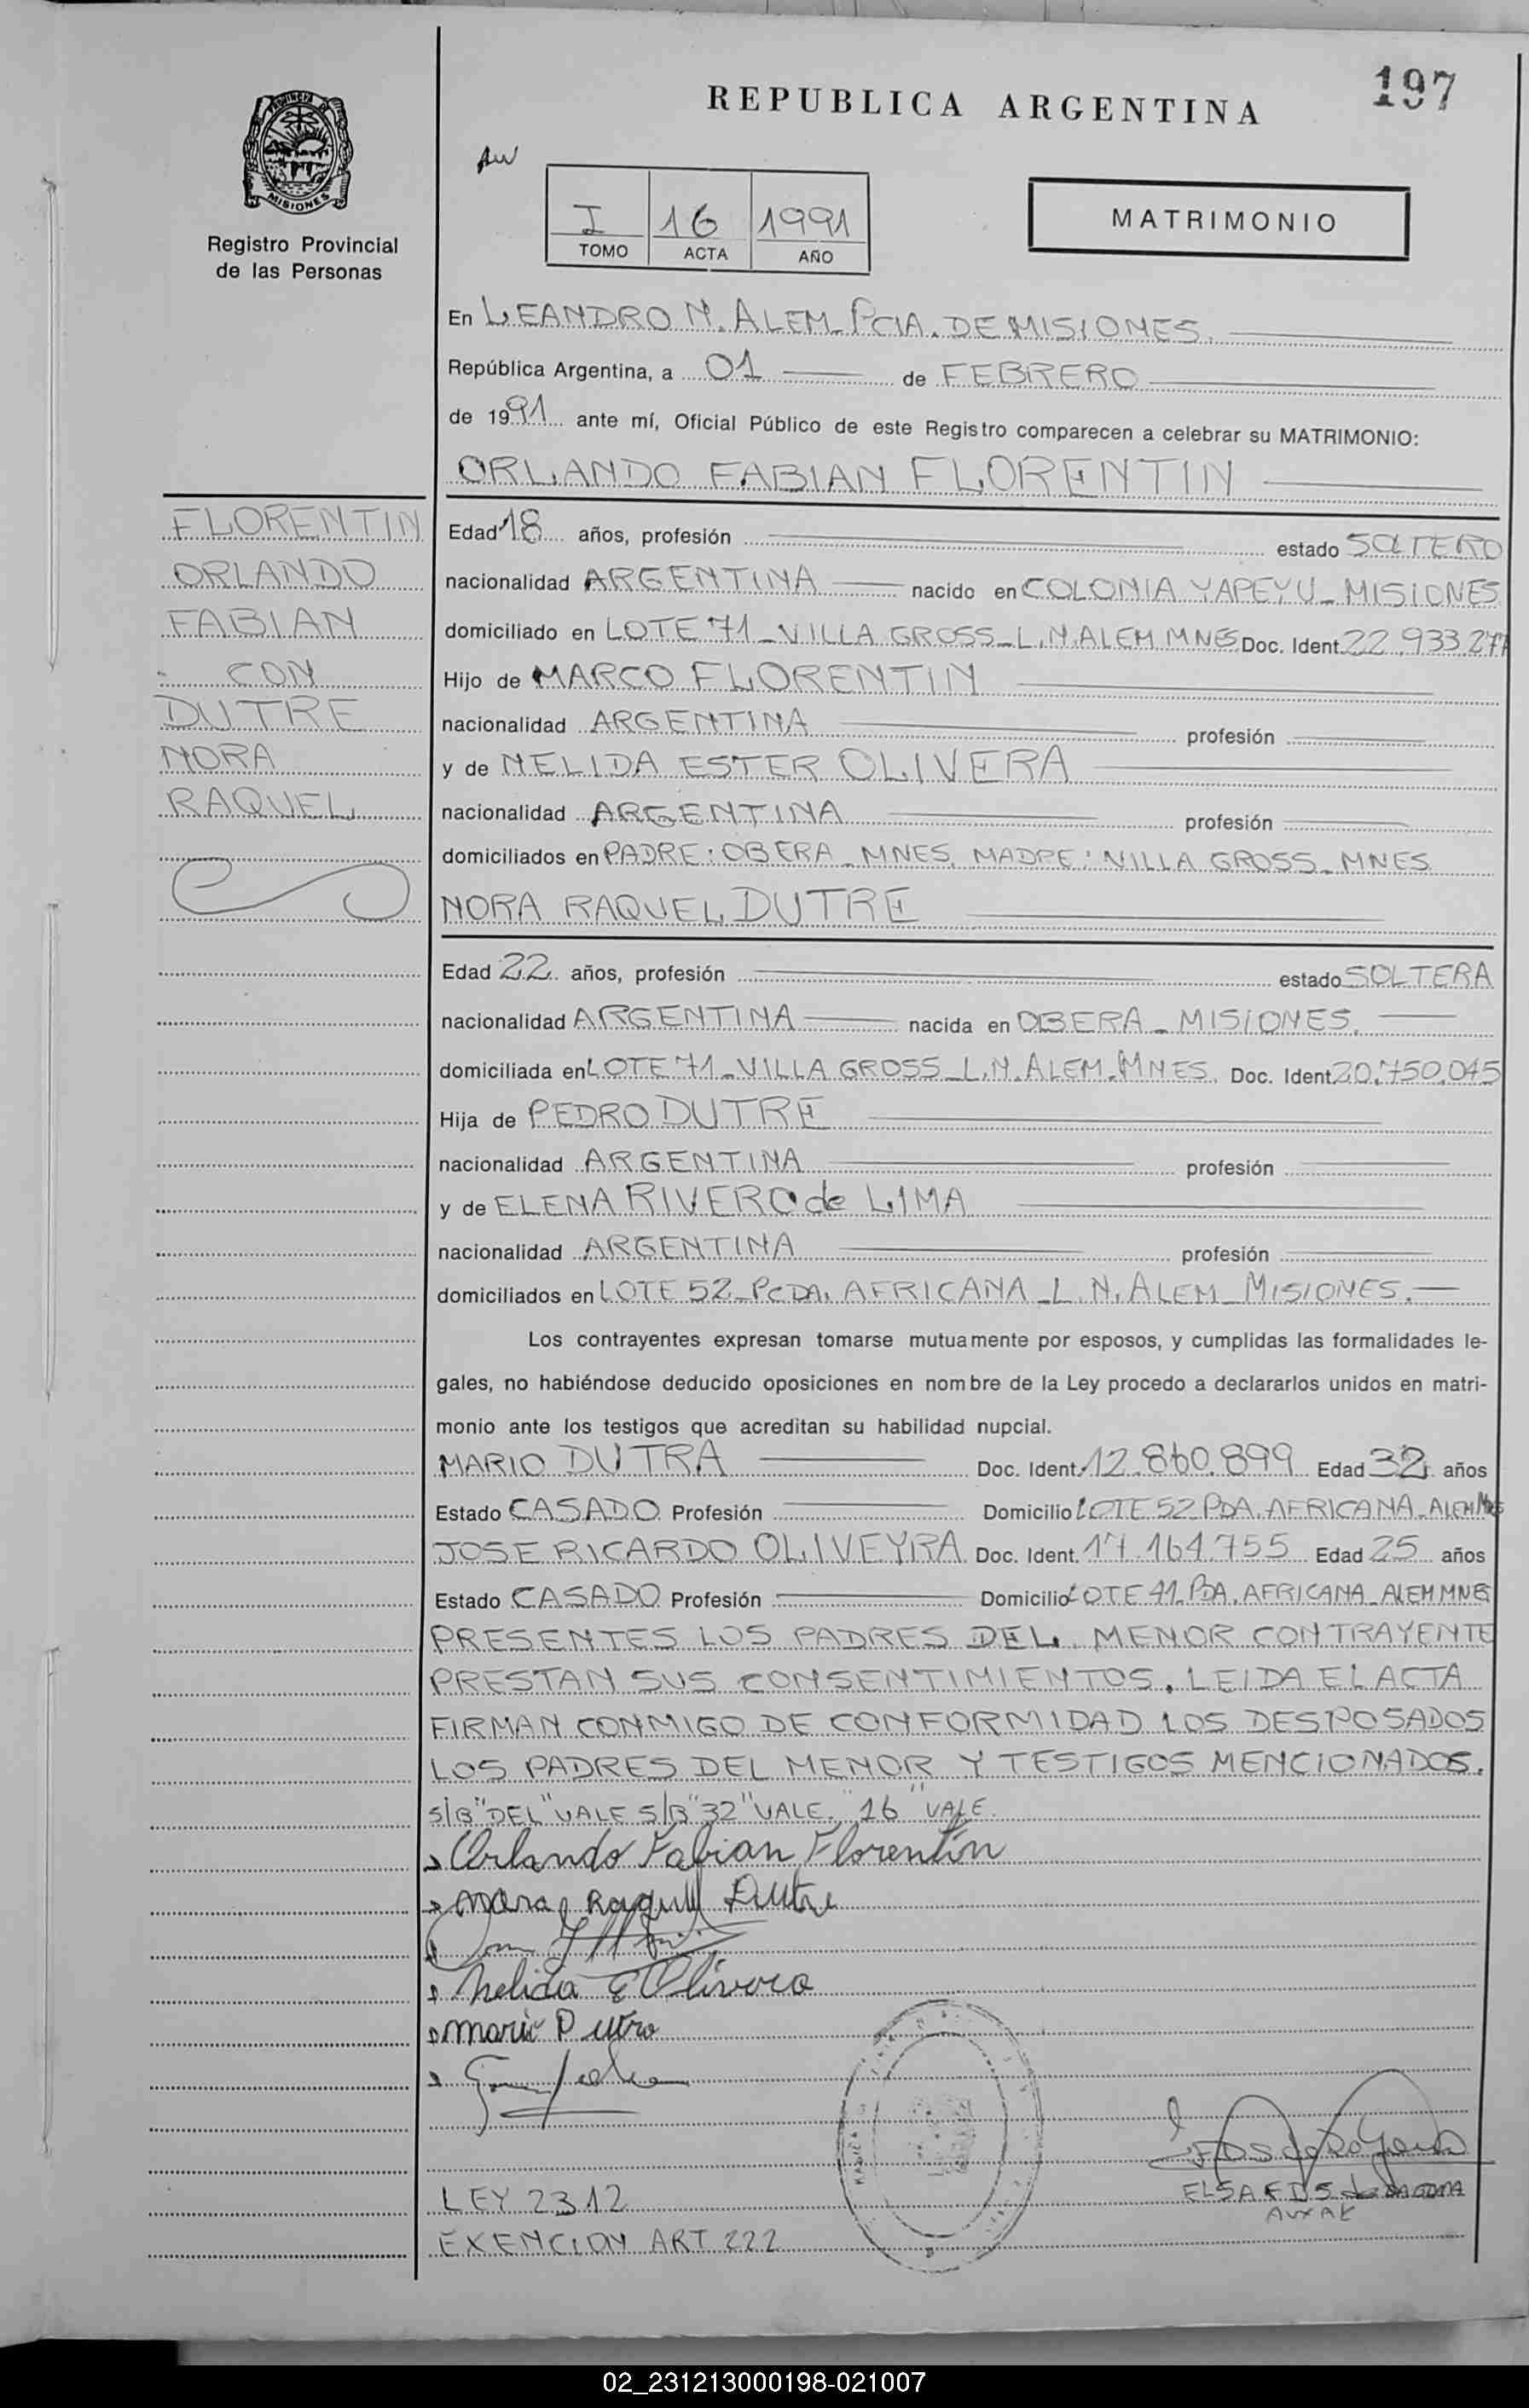 197
REPUBLICA ARGENTINA
PROVINCIA DE
MISIONES
Registro Provincial
de las Personas
I 16 1991
TOMO ACTA AÑO
MATRIMONIO
En LEANDRO N. ALEM-PCIA. DE MISIONES.
República Argentina, a 01 de FEBRERO
de 1991 ante mí, Oficial Público de este Registro comparecen a celebrar su MATRIMONIO:
ORLANDO FABIAN FLORENTIN
FLORENTIN
ORLANDO
FABIAN
CON
DUTRE
NORA
RAQUEL
Edad 18 años, profesión estado SOLTERO
nacionalidad ARGENTINA nacido en COLONIA YAPEYU-MISIONES
domiciliado en LOTE 71-VILLA GROSS-L.N.ALEM.MNES Doc. Ident. 22.933.277
Hijo de MARCO FLORENTIN
nacionalidad ARGENTINA profesión
y de NELIDA ESTER OLIVERA
nacionalidad ARGENTINA profesión
domiciliados en PADRE: OBERA-MNES. MADRE: VILLA GROSS-MNES
NORA RAQUEL DUTRE
Edad 22 años, profesión estado SOLTERA
nacionalidad ARGENTINA nacida en OBERA-MISIONES.
domiciliada en LOTE 71-VILLA GROSS-L.N.ALEM.MNES. Doc. Ident. 20.750.045
Hija de PEDRO DUTRE
nacionalidad ARGENTINA profesión
y de ELENA RIVERO de LIMA
nacionalidad ARGENTINA profesión
domiciliados en LOTE 52-PCDA. AFRICANA-L.N.ALEM-MISIONES.
Los contrayentes expresan tomarse mutuamente por esposos, y cumplidas las formalidades le-
gales, no habiéndose deducido oposiciones en nombre de la Ley procedo a declararlos unidos en matri-
monio ante los testigos que acreditan su habilidad nupcial.
MARIO DUTRA Doc. Ident. 12.860.899 Edad 32 años
Estado CASADO Profesión Domicilio LOTE 52-PDA. AFRICANA-ALEM MNES
JOSE RICARDO OLIVEYRA Doc. Ident. 17.164.755 Edad 25 años
Estado CASADO Profesión Domicilio LOTE 41-PDA. AFRICANA-ALEM MNES
PRESENTES LOS PADRES DEL MENOR CONTRAYENTE
PRESTAN SUS CONSENTIMIENTOS. LEIDA EL ACTA
FIRMAN CONMIGO DE CONFORMIDAD LOS DESPOSADOS
LOS PADRES DEL MENOR Y TESTIGOS MENCIONADOS.
S/B "DEL" VALE S/B "32" VALE. "16" VALE.
Orlando Fabian Florentin
Nora Raquel Dutre
Nelida E Olivera
Mario Dutra
LEY 2312
EXENCION ART 222
ELSA F D S de
02_231213000198-021007